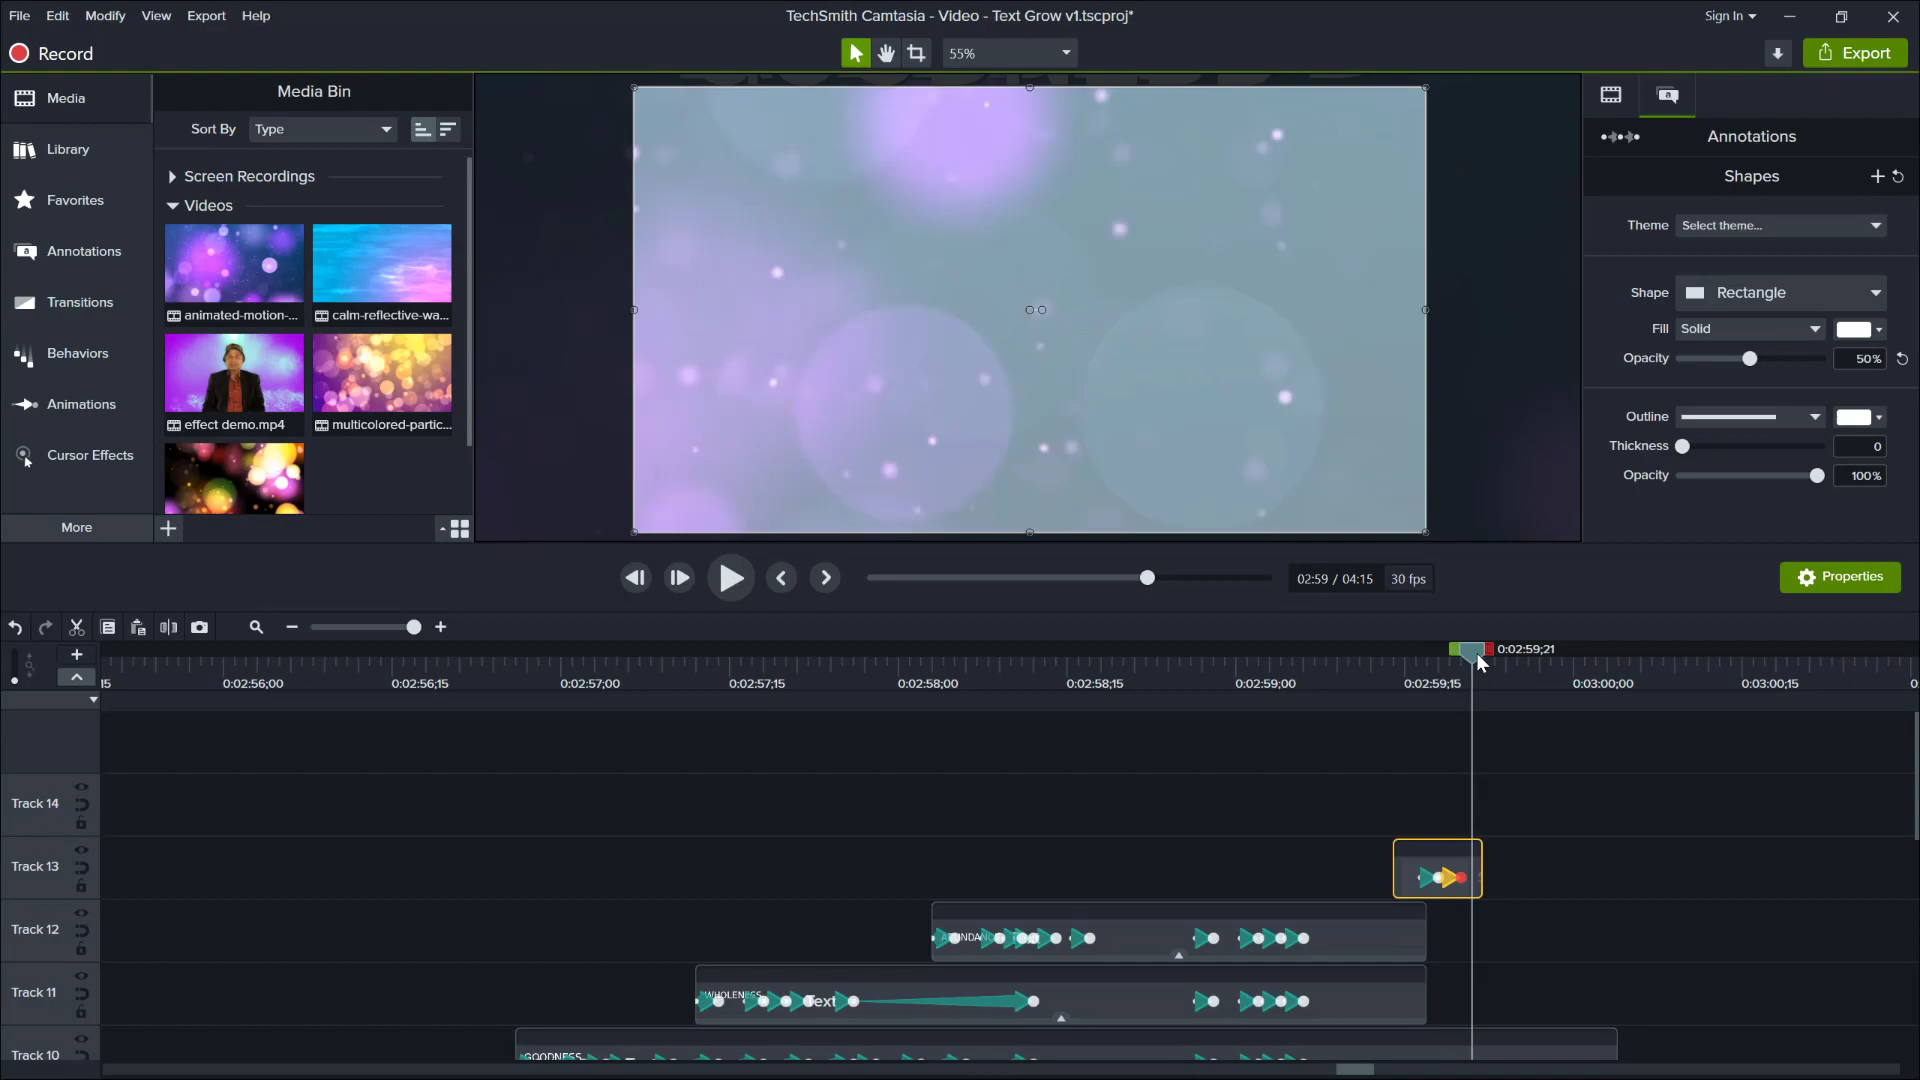 File Edit Modify View Export Help
TechSmith Camtasia - Video - Text Grow v1.tscproj*
Sign In
Record
55%
Export
Media
Library
Favorites
Annotations
Transitions
Behaviors
Animations
Cursor Effects
More
Media Bin
Sort By Type
Screen Recordings
Videos
animated-motion-...
calm-reflective-wa...
effect demo.mp4
multicolored-partic...
Annotations
Shapes
Theme Select theme...
Shape Rectangle
Fill Solid
Opacity 50%
Outline
Thickness 0
Opacity 100%
02:59 / 04:15 30 fps
Properties
0:02:59;21
15 0:02:56;00 0:02:56;15 0:02:57;00 0:02:57;15 0:02:58;00 0:02:58;15 0:02:59;00 0:02:59;15 0:03:00;00 0:03:00;15
Track 14
Track 13
Track 12
Track 11
WHOLENESS Text
Track 10
GOODNESS